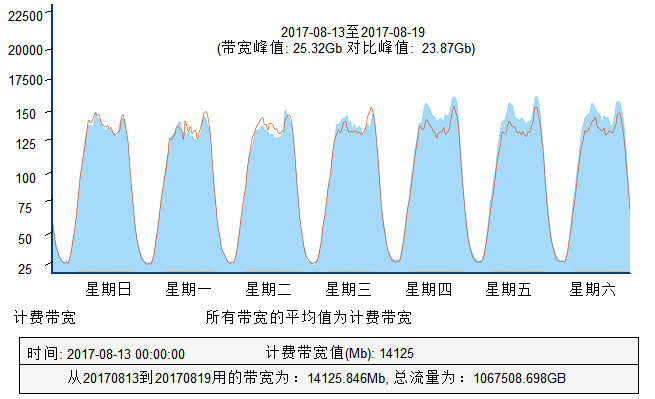 2017-08-13至2017-08-19
(带宽峰值: 25.32Gb 对比峰值: 23.87Gb)
22500
20000
17500
150
125
100
75
50
25
星期日 星期一 星期二 星期三 星期四 星期五 星期六
计费带宽 所有带宽的平均值为计费带宽
时间: 2017-08-13 00:00:00 计费带宽值(Mb): 14125
从20170813到20170819用的带宽为：14125.846Mb, 总流量为：1067508.698GB